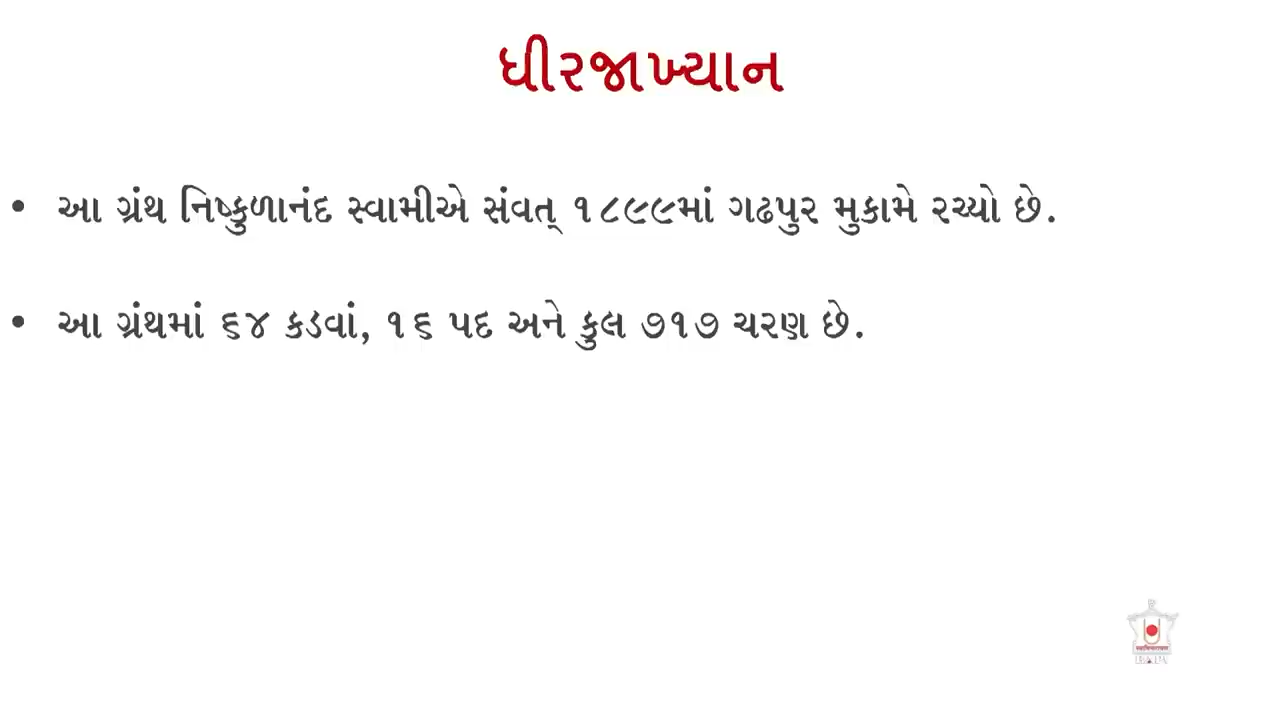 ધીરજાખ્યાન
• આ ગ્રંથ નિષ્કુળાનંદ સ્વામીએ સંવત્ ૧૮૯૯માં ગઢપુર મુકામે રચ્યો છે.
• આ ગ્રંથમાં ૬૪ કડવાં, ૧૬ પદ અને કુલ ૭૧૭ ચરણ છે.